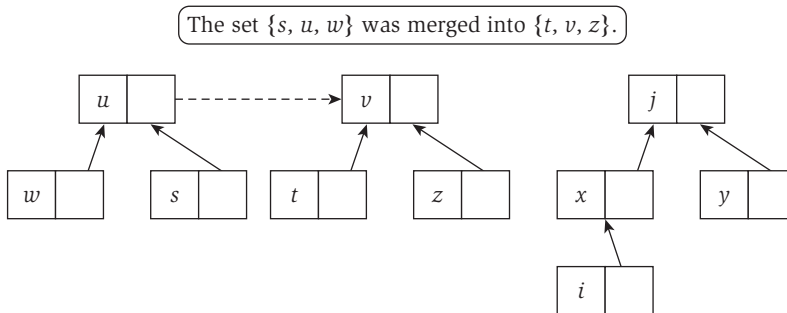 The set {s, u, w} was merged into {t, v, z}.
u v j
w s t z x y
i